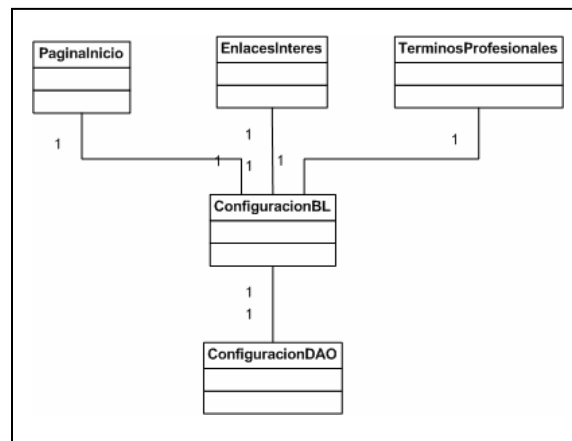 PaginaInicio
EnlacesInteres
TerminosProfesionales
1
1
1
1
1
1
ConfiguracionBL
1
1
ConfiguracionDAO